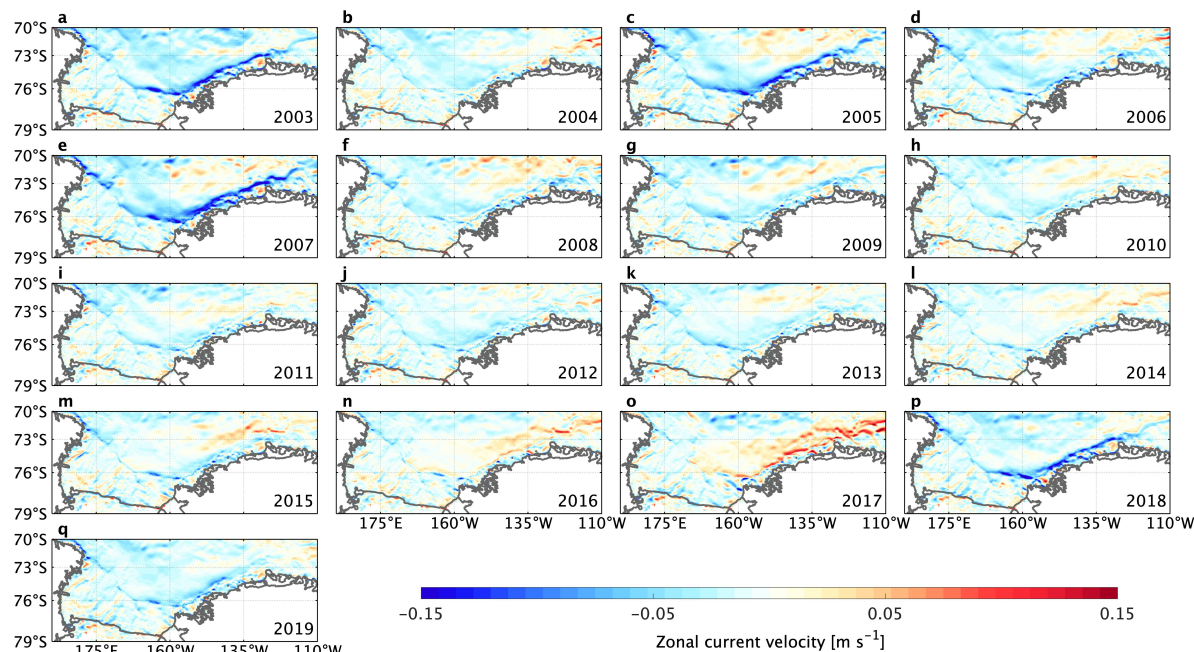 a b c d
70°S
73°S
76°S
79°S
2003 2004 2005 2006
e f g h
70°S
73°S
76°S
79°S
2007 2008 2009 2010
i j k l
70°S
73°S
76°S
79°S
2011 2012 2013 2014
m n o p
70°S
73°S
76°S
79°S
2015 2016 2017 2018
175°E 160°W 135°W 110°W 175°E 160°W 135°W 110°W 175°E 160°W 135°W 110°W
q
70°S
73°S
76°S
79°S
2019
175°E 160°W 135°W 110°W
−0.15 −0.05 0.05 0.15
Zonal current velocity [m s⁻¹]